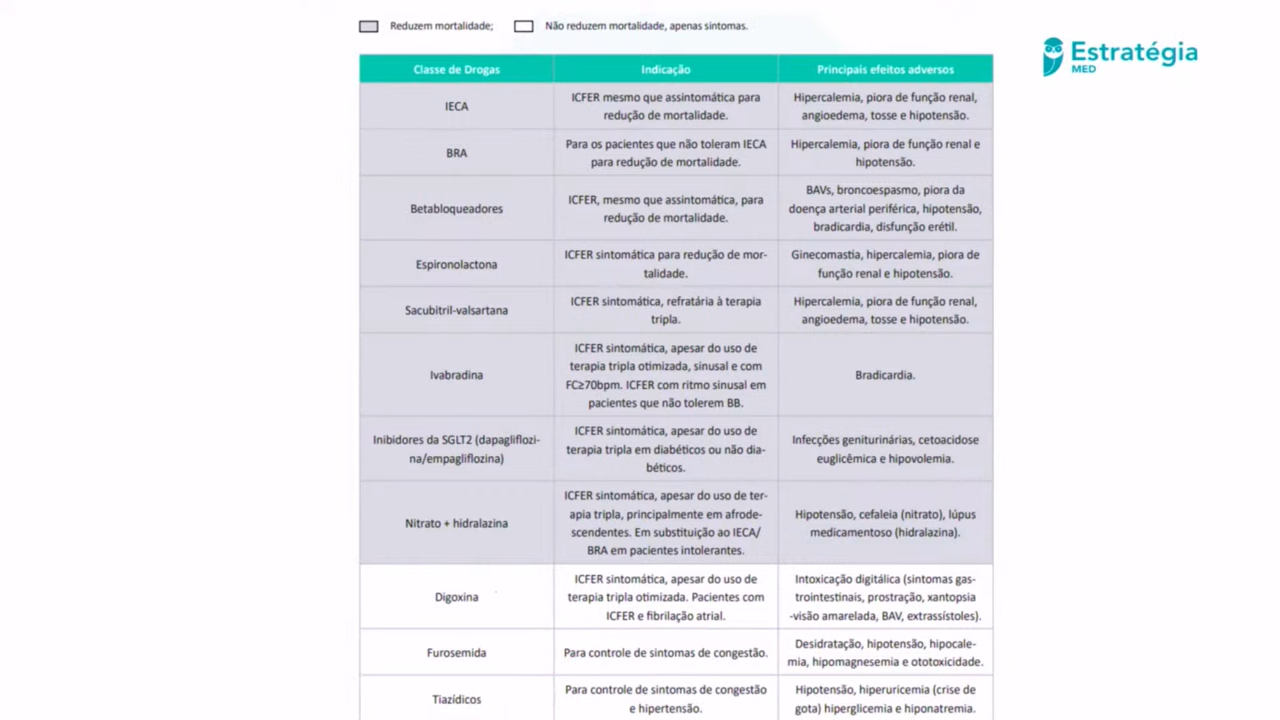 Reduzem mortalidade;
Não reduzem mortalidade, apenas sintomas.
Estratégia
MED
Classe de Drogas
Indicação
Principais efeitos adversos
IECA
ICFER mesmo que assintomática para
redução de mortalidade.
Hipercalemia, piora de função renal,
angioedema, tosse e hipotensão.
BRA
Para os pacientes que não toleram IECA
para redução de mortalidade.
Hipercalemia, piora de função renal e
hipotensão.
Betabloqueadores
ICFER, mesmo que assintomática, para
redução de mortalidade.
BAVs, broncoespasmo, piora da
doença arterial periférica, hipotensão,
bradicardia, disfunção erétil.
Espironolactona
ICFER sintomática para redução de mor-
talidade.
Ginecomastia, hipercalemia, piora de
função renal e hipotensão.
Sacubitril-valsartana
ICFER sintomática, refratária à terapia
tripla.
Hipercalemia, piora de função renal,
angioedema, tosse e hipotensão.
Ivabradina
ICFER sintomática, apesar do uso de
terapia tripla otimizada, sinusal e com
FC≥70bpm. ICFER com ritmo sinusal em
pacientes que não tolerem BB.
Bradicardia.
Inibidores da SGLT2 (dapagliflozi-
na/empagliflozina)
ICFER sintomática, apesar do uso de
terapia tripla em diabéticos ou não dia-
béticos.
Infecções geniturinárias, cetoacidose
euglicêmica e hipovolemia.
Nitrato + hidralazina
ICFER sintomática, apesar do uso de ter-
apia tripla, principalmente em afrode-
scendentes. Em substituição ao IECA/
BRA em pacientes intolerantes.
Hipotensão, cefaleia (nitrato), lúpus
medicamentoso (hidralazina).
Digoxina
ICFER sintomática, apesar do uso de
terapia tripla otimizada. Pacientes com
ICFER e fibrilação atrial.
Intoxicação digitálica (sintomas gas-
trointestinais, prostração, xantopsia
-visão amarelada, BAV, extrassístoles).
Furosemida
Para controle de sintomas de congestão.
Desidratação, hipotensão, hipocale-
mia, hipomagnesemia e ototoxicidade.
Tiazídicos
Para controle de sintomas de congestão
e hipertensão.
Hipotensão, hiperuricemia (crise de
gota) hiperglicemia e hiponatremia.